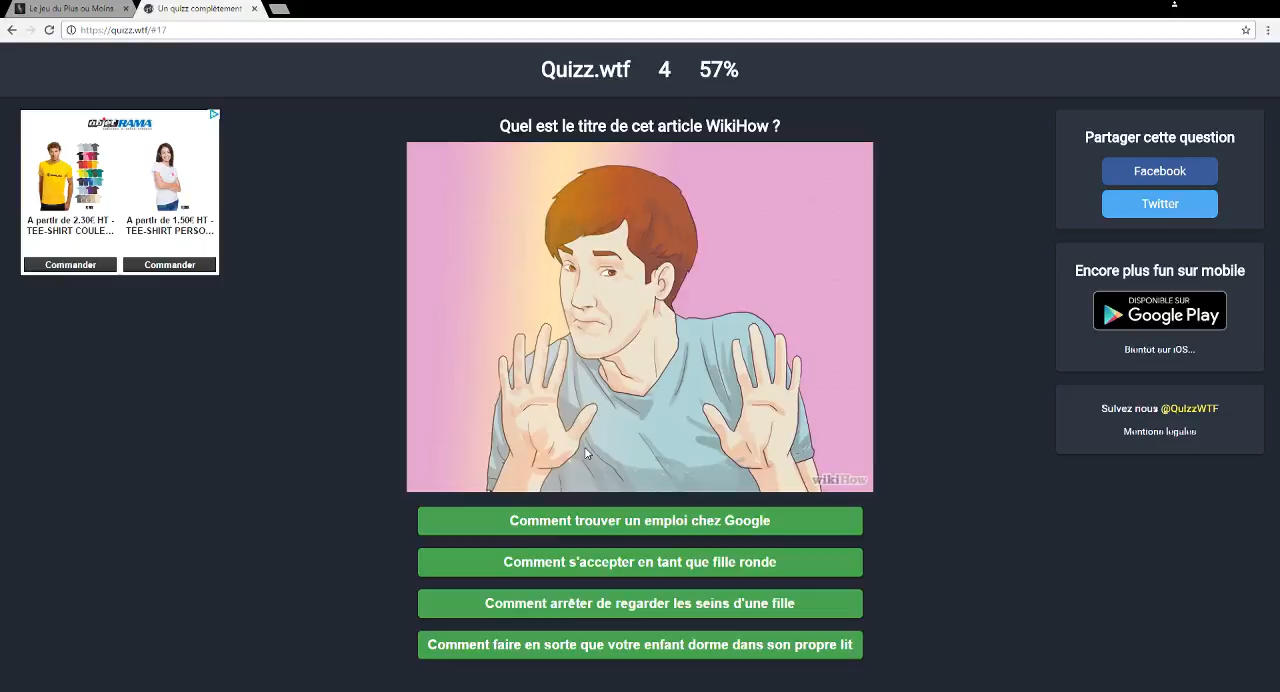 Le jeu du Plus ou Moins
Un quizz complètement
https://quizz.wtf/#17
Quizz.wtf 4 57%
A partir de 2.30€ HT -
TEE-SHIRT COULE...
Commander
A partir de 1.50€ HT -
TEE-SHIRT PERSO...
Commander
Quel est le titre de cet article WikiHow ?
wikiHow
Comment trouver un emploi chez Google
Comment s'accepter en tant que fille ronde
Comment arrêter de regarder les seins d'une fille
Comment faire en sorte que votre enfant dorme dans son propre lit
Partager cette question
Facebook
Twitter
Encore plus fun sur mobile
DISPONIBLE SUR
Google Play
Bientôt sur iOS...
Suivez nous @QuizzWTF
Mentions légales